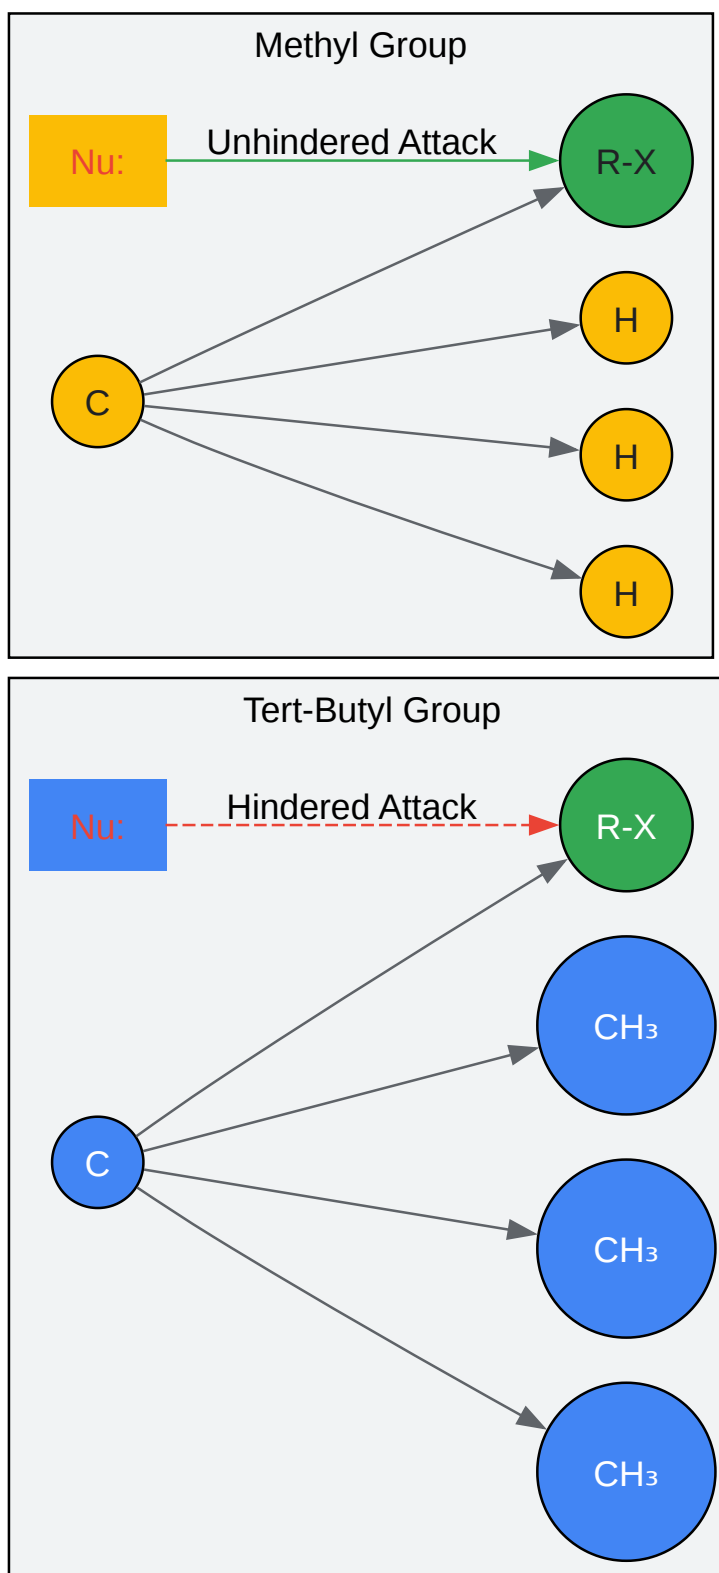 Methyl Group
Nu:
Unhindered Attack
R-X
H
C
H
H
Tert-Butyl Group
Nu:
Hindered Attack
R-X
CH₃
C
CH₃
CH₃